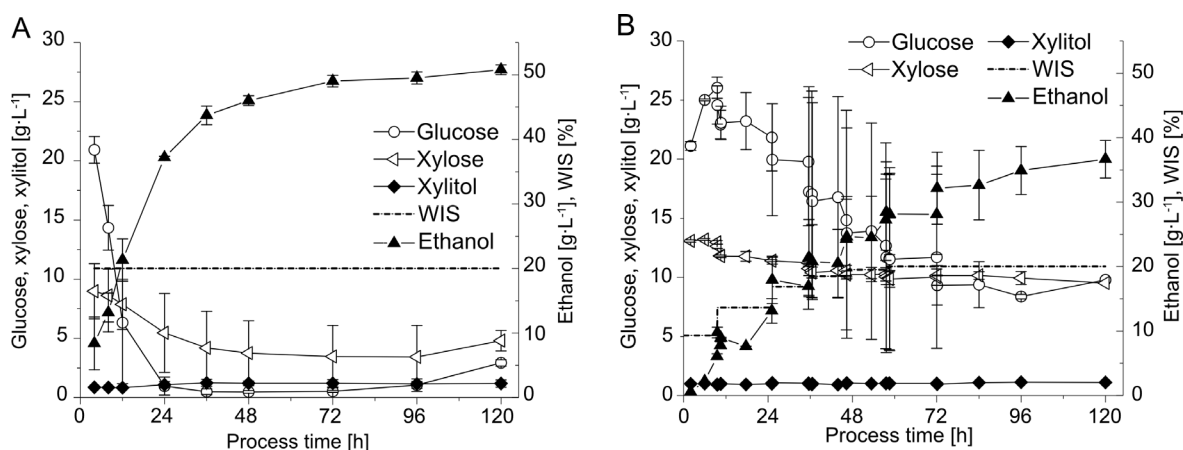 A
Glucose, xylose, xylitol [g·L⁻¹]
30
25
20
15
10
5
0
0 24 48 72 96 120
Process time [h]
Glucose
Xylose
Xylitol
WIS
Ethanol
50
40
30
20
10
0
Ethanol [g·L⁻¹], WIS [%]
B
Glucose, xylose, xylitol [g·L⁻¹]
30
25
20
15
10
5
0
0 24 48 72 96 120
Process time [h]
Glucose Xylitol
Xylose WIS
Ethanol
50
40
30
20
10
0
Ethanol [g·L⁻¹], WIS [%]